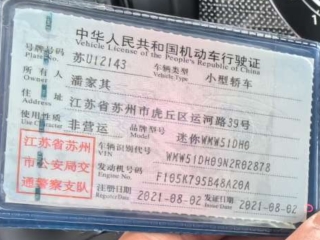 中华人民共和国机动车行驶证
Vehicle License of the People's Republic of China
号牌号码 苏U12143 车辆类型 小型轿车
Plate No. Vehicle Type
所有人 潘家其
Owner
住址 江苏省苏州市虎丘区运河路39号
Address
使用性质 非营运 品牌型号 迷你WMW51DH0
Use Character Model
江苏省苏州市公安局交通警察支队
车辆识别代号 WMW51DH09N2R02878
VIN
发动机号码 F105K795B48A20A
Engine No.
注册日期 2021-08-02 发证日期 2021-08-02
Register Date Issue Date